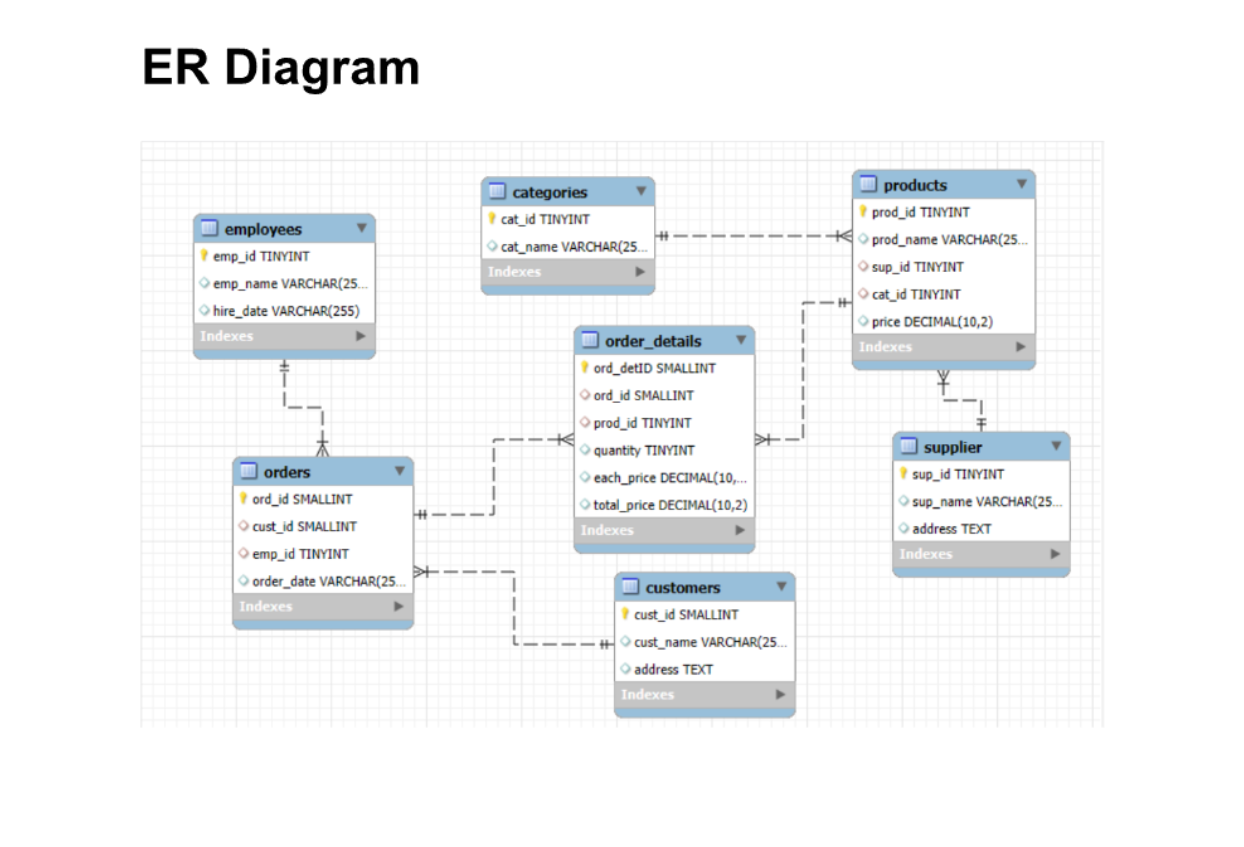 ER Diagram
employees
emp_id TINYINT
emp_name VARCHAR(25...
hire_date VARCHAR(255)
Indexes
categories
cat_id TINYINT
cat_name VARCHAR(25...
Indexes
products
prod_id TINYINT
prod_name VARCHAR(25...
sup_id TINYINT
cat_id TINYINT
price DECIMAL(10,2)
Indexes
order_details
ord_detID SMALLINT
ord_id SMALLINT
prod_id TINYINT
quantity TINYINT
each_price DECIMAL(10,...
total_price DECIMAL(10,2)
Indexes
orders
ord_id SMALLINT
cust_id SMALLINT
emp_id TINYINT
order_date VARCHAR(25...
Indexes
supplier
sup_id TINYINT
sup_name VARCHAR(25...
address TEXT
Indexes
customers
cust_id SMALLINT
cust_name VARCHAR(25...
address TEXT
Indexes